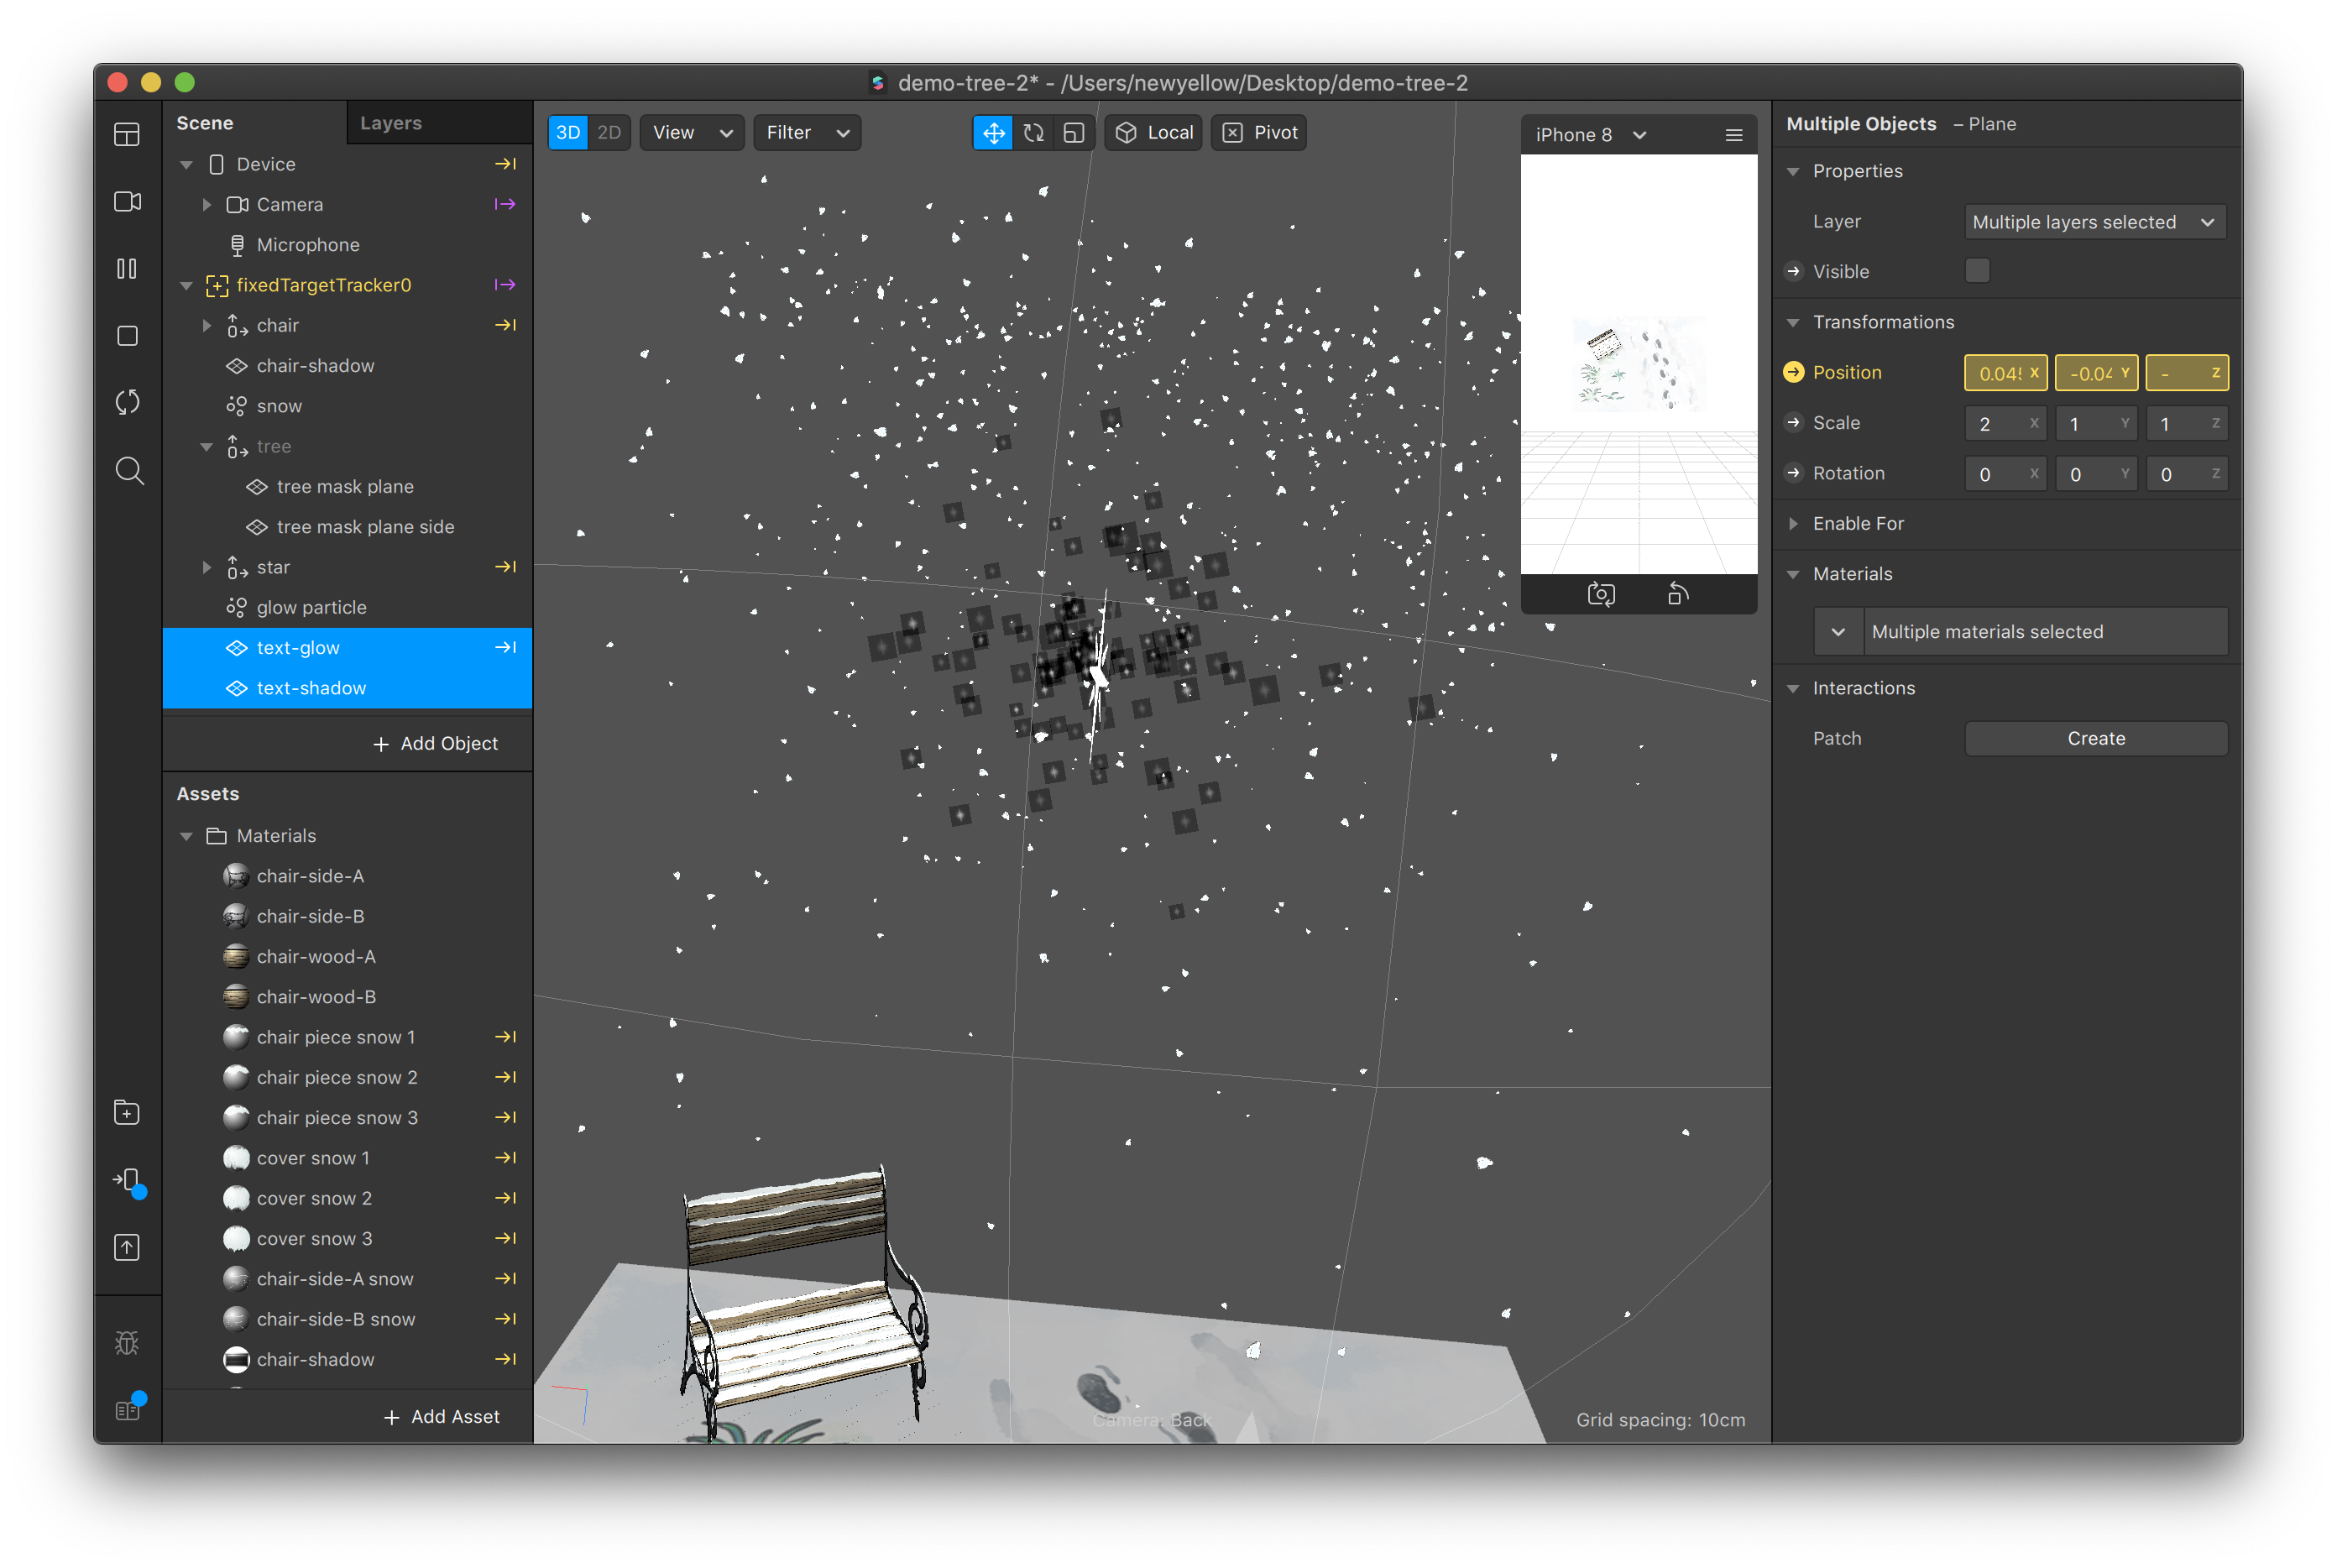 demo-tree-2* - /Users/newyellow/Desktop/demo-tree-2
Scene
Layers
Device
Camera
Microphone
fixedTargetTracker0
chair
chair-shadow
snow
tree
tree mask plane
tree mask plane side
star
glow particle
text-glow
text-shadow
Add Object
Assets
Materials
chair-side-A
chair-side-B
chair-wood-A
chair-wood-B
chair piece snow 1
chair piece snow 2
chair piece snow 3
cover snow 1
cover snow 2
cover snow 3
chair-side-A snow
chair-side-B snow
chair-shadow
Add Asset
3D 2D View Filter Local Pivot
iPhone 8
Camera: Back
Grid spacing: 10cm
Multiple Objects – Plane
Properties
Layer Multiple layers selected
Visible
Transformations
Position 0.04 X -0.04 Y - Z
Scale 2 X 1 Y 1 Z
Rotation 0 X 0 Y 0 Z
Enable For
Materials
Multiple materials selected
Interactions
Patch Create